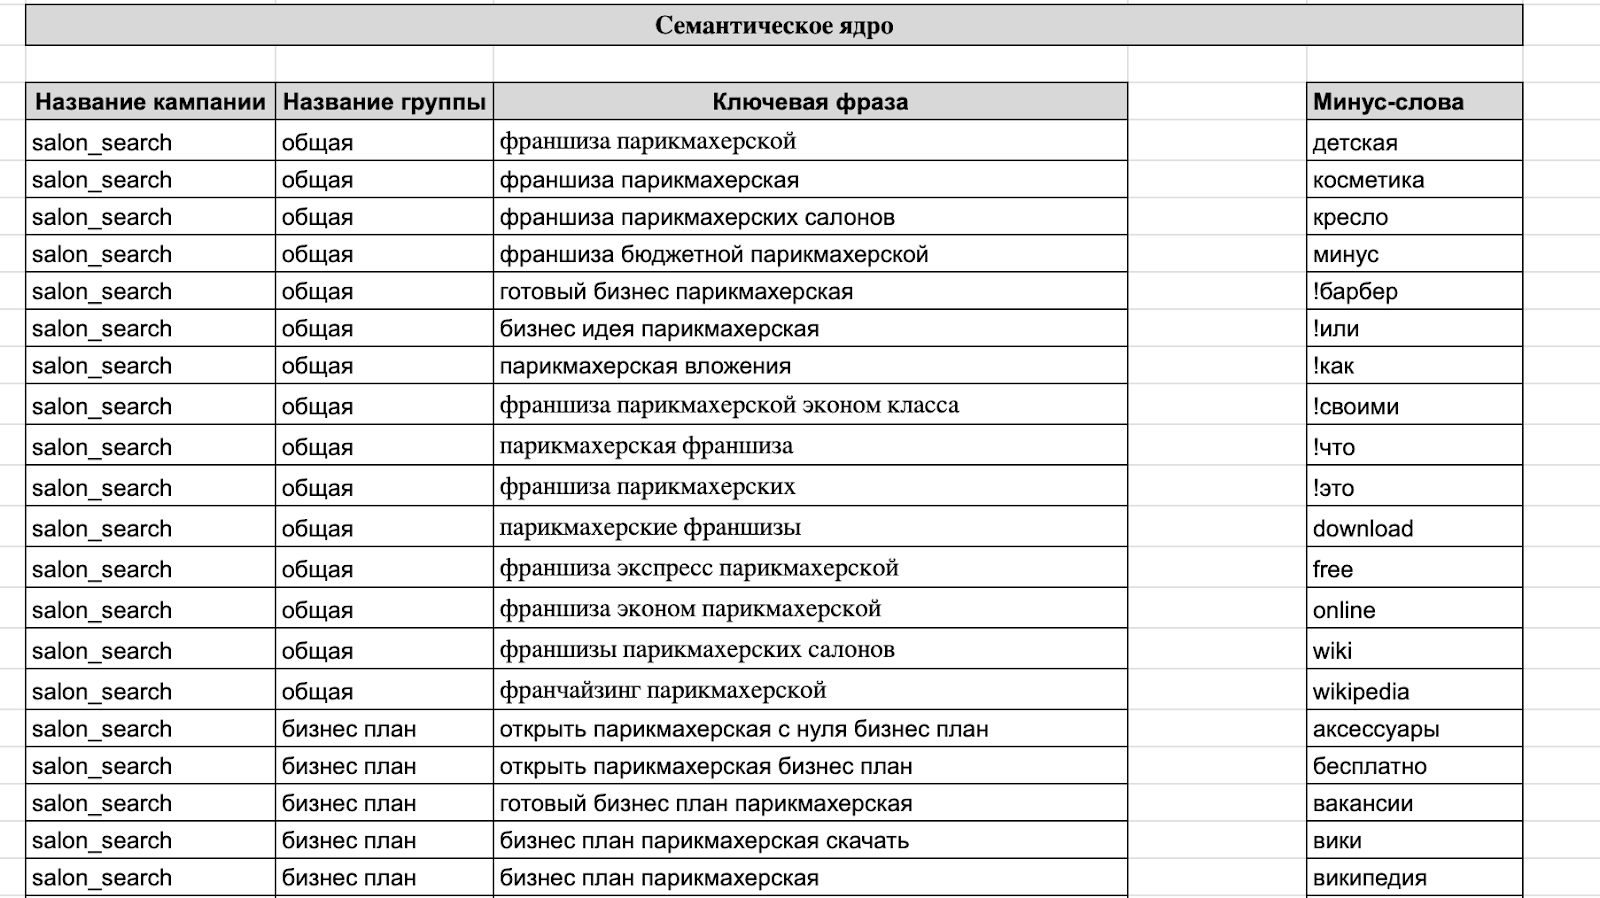 Семантическое ядро
Название кампании Название группы Ключевая фраза Минус-слова
salon_search общая франшиза парикмахерской детская
salon_search общая франшиза парикмахерская косметика
salon_search общая франшиза парикмахерских салонов кресло
salon_search общая франшиза бюджетной парикмахерской минус
salon_search общая готовый бизнес парикмахерская !барбер
salon_search общая бизнес идея парикмахерская !или
salon_search общая парикмахерская вложения !как
salon_search общая франшиза парикмахерской эконом класса !своими
salon_search общая парикмахерская франшиза !что
salon_search общая франшиза парикмахерских !это
salon_search общая парикмахерские франшизы download
salon_search общая франшиза экспресс парикмахерской free
salon_search общая франшиза эконом парикмахерской online
salon_search общая франшизы парикмахерских салонов wiki
salon_search общая франчайзинг парикмахерской wikipedia
salon_search бизнес план открыть парикмахерская с нуля бизнес план аксессуары
salon_search бизнес план открыть парикмахерская бизнес план бесплатно
salon_search бизнес план готовый бизнес план парикмахерская вакансии
salon_search бизнес план бизнес план парикмахерская скачать вики
salon_search бизнес план бизнес план парикмахерская википедия